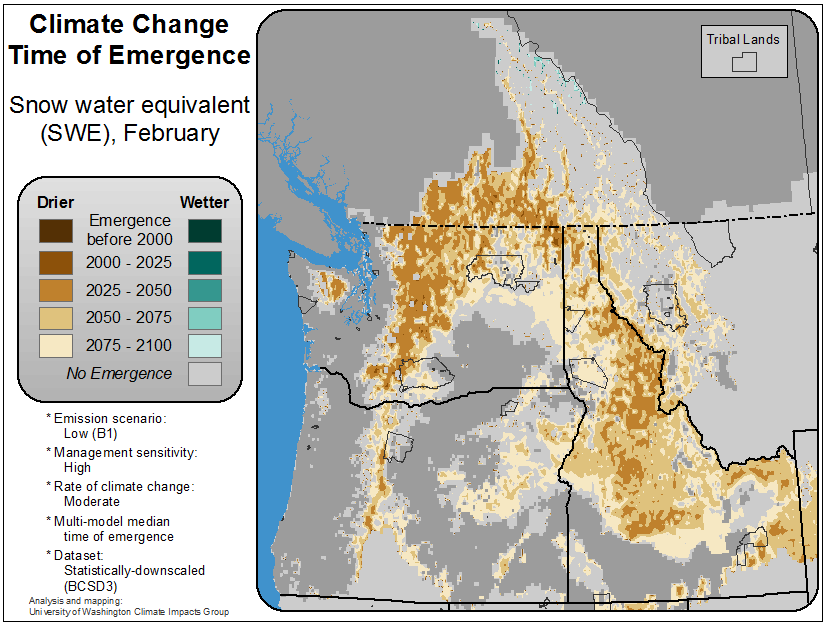 Climate Change
Time of Emergence
Snow water equivalent
(SWE), February
Drier
Wetter
Emergence
before 2000
2000 - 2025
2025 - 2050
2050 - 2075
2075 - 2100
No Emergence
* Emission scenario:
Low (B1)
* Management sensitivity:
High
* Rate of climate change:
Moderate
* Multi-model median
time of emergence
* Dataset:
Statistically-downscaled
(BCSD3)
Analysis and mapping:
University of Washington Climate Impacts Group
Tribal Lands